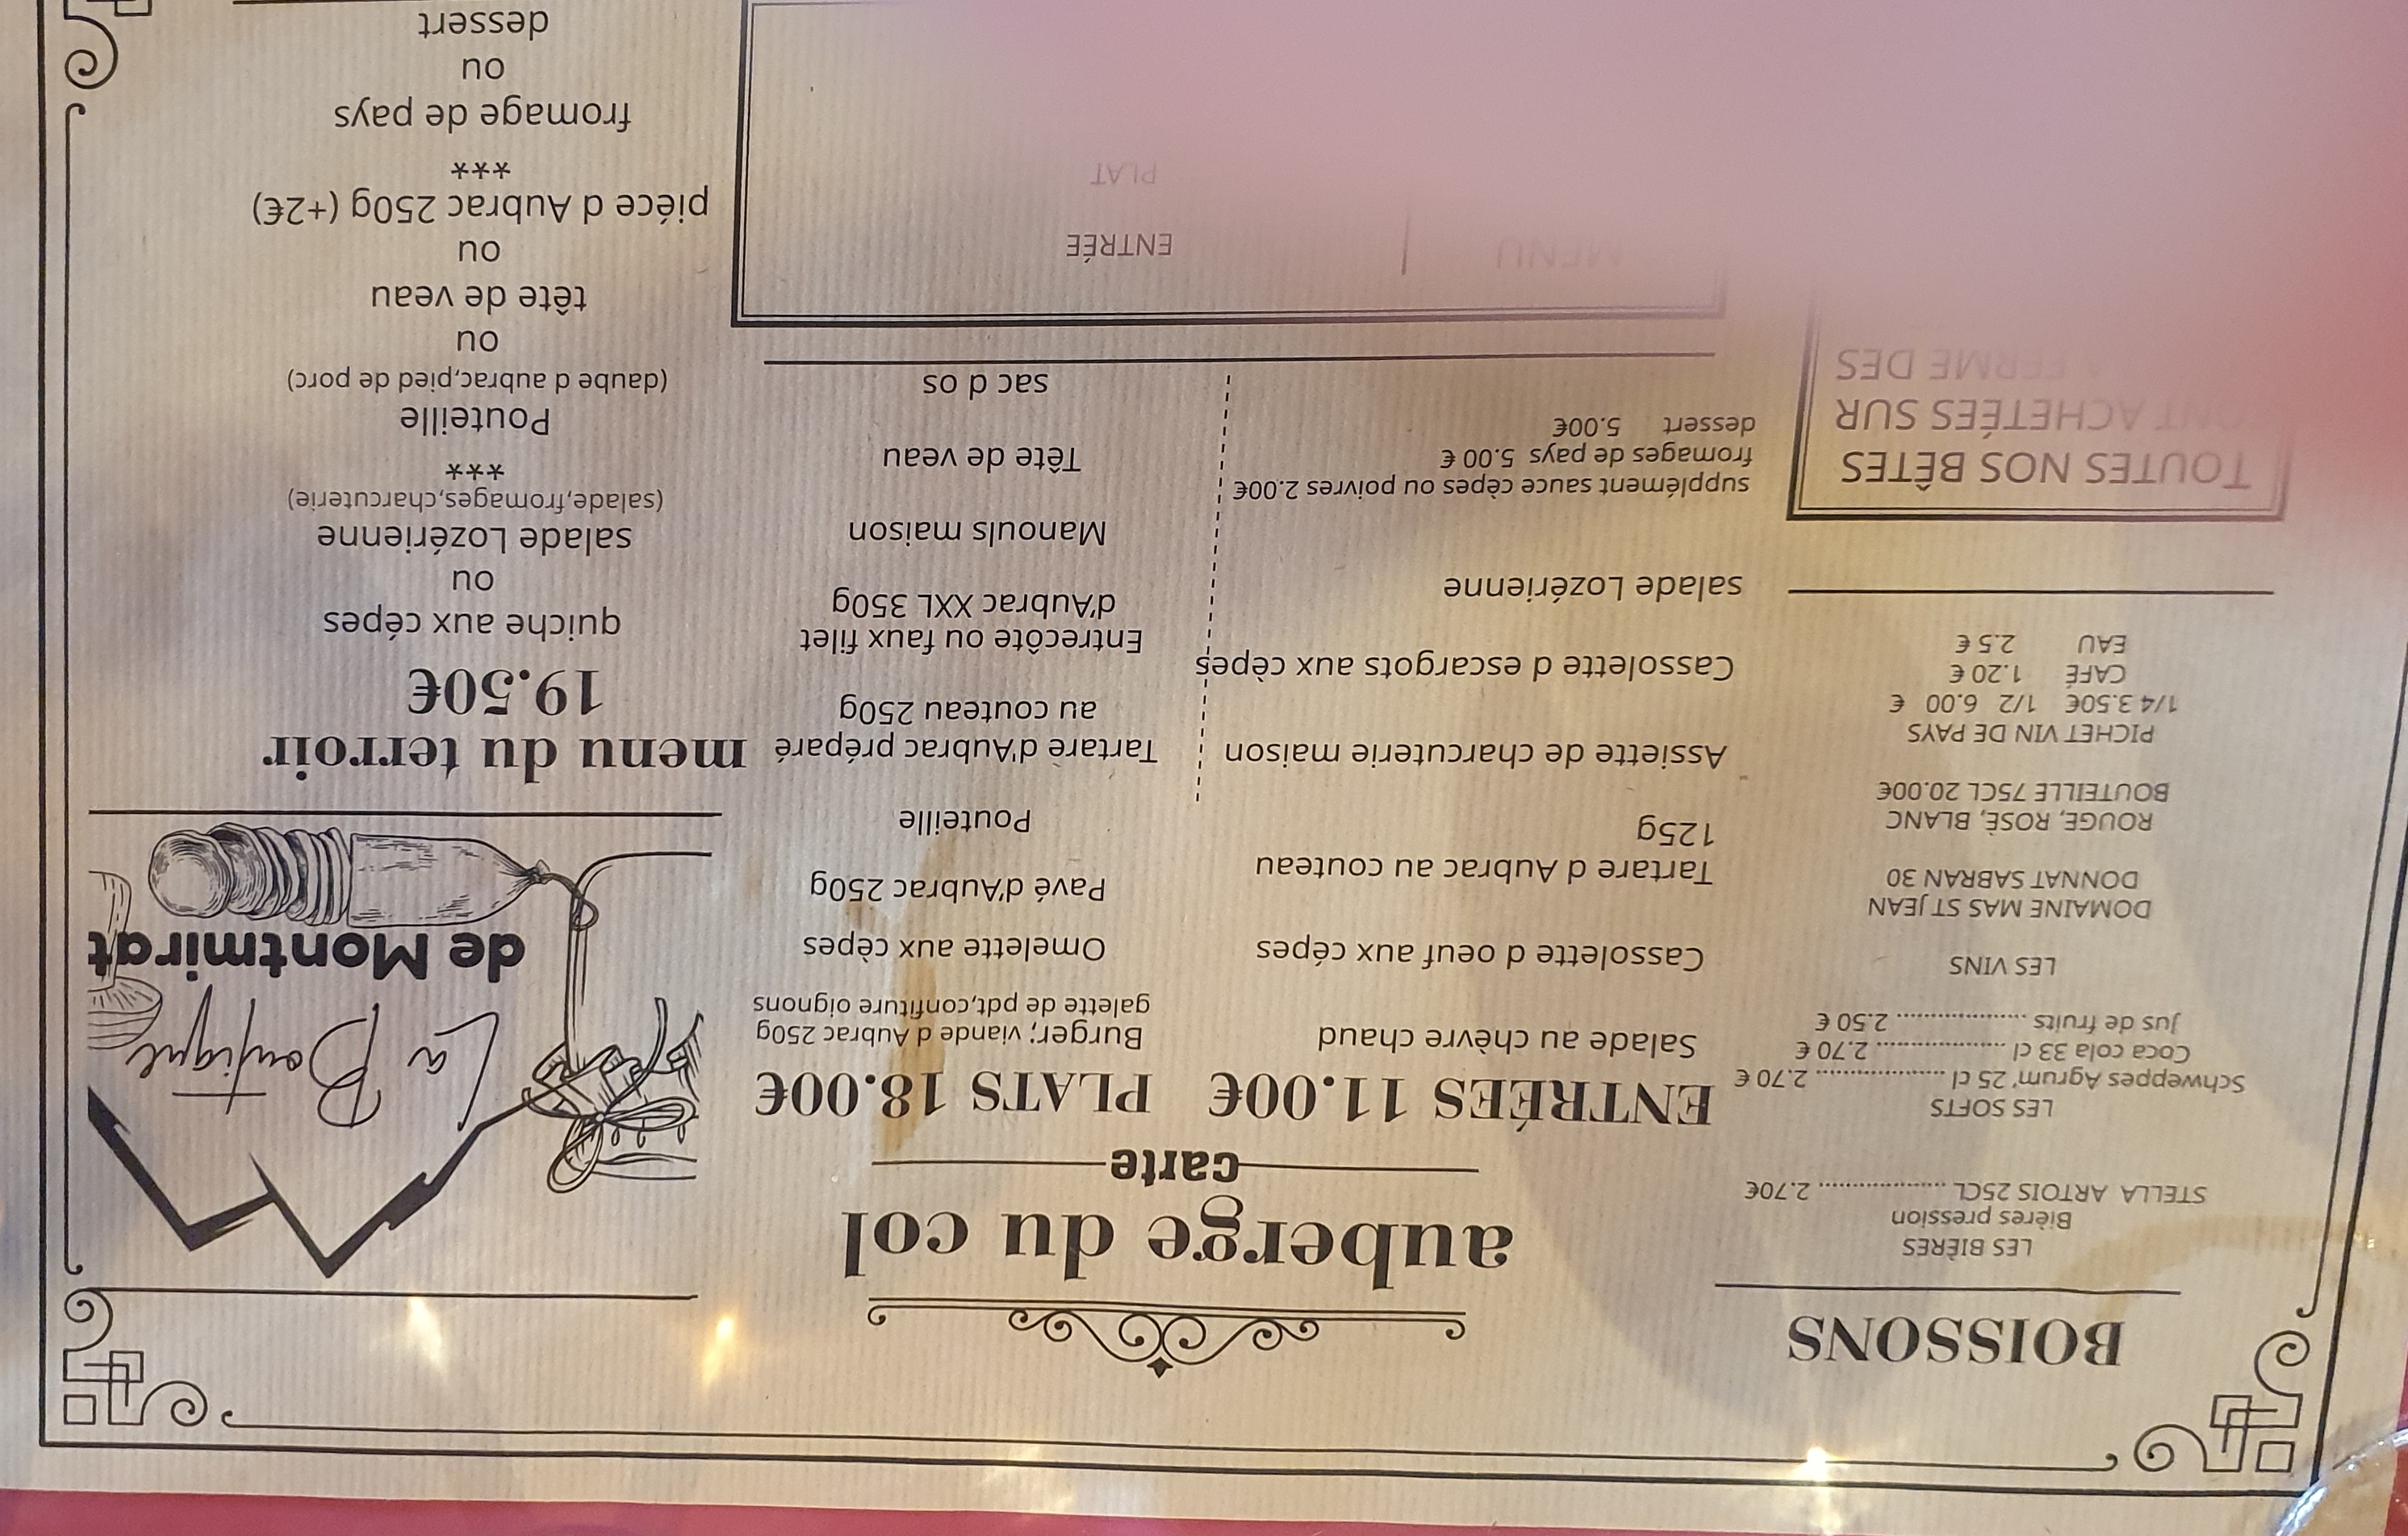 BOISSONS
LES BIÈRES
Bières pression
STELLA ARTOIS 25CL .................... 2.70€
LES SOFTS
Schweppes Agrum' 25 cl .................... 2.70 €
Coca cola 33 cl .................... 2.70 €
Jus de fruits .................... 2.50 €
LES VINS
DOMAINE MAS ST JEAN
DONNAT SABRAN 30
ROUGE, ROSÈ, BLANC
BOUTEILLE 75CL 20.00€
PICHET VIN DE PAYS
1/4 3.50€ 1/2 6.00 €
CAFÉ 1.20 €
EAU 2.5 €
TOUTES NOS BÊTES
ACHETÉES SUR
FERME DES
auberge du col
carte
ENTRÉES 11.00€
Salade au chèvre chaud
Cassolette d oeuf aux cépes
Tartare d Aubrac au couteau
125g
Assiette de charcuterie maison
Cassolette d escargots aux cèpes
salade Lozérienne
supplément sauce cèpes ou poivres 2.00€
fromages de pays 5.00 €
dessert 5.00€
PLATS 18.00€
Burger; viande d Aubrac 250g
galette de pdt,confiture oignons
Omelette aux cèpes
Pavé d'Aubrac 250g
Pouteille
Tartare d'Aubrac préparé
au couteau 250g
Entrecôte ou faux filet
d'Aubrac XXL 350g
Manouls maison
Tête de veau
sac d os
MENU
ENTRÉE
PLAT
La Boutique
de Montmirat
menu du terroir
19.50€
quiche aux cépes
ou
salade Lozérienne
(salade,fromages,charcuterie)
***
Pouteille
(daube d aubrac,pied de porc)
ou
tête de veau
ou
piéce d Aubrac 250g (+2€)
***
fromage de pays
ou
dessert